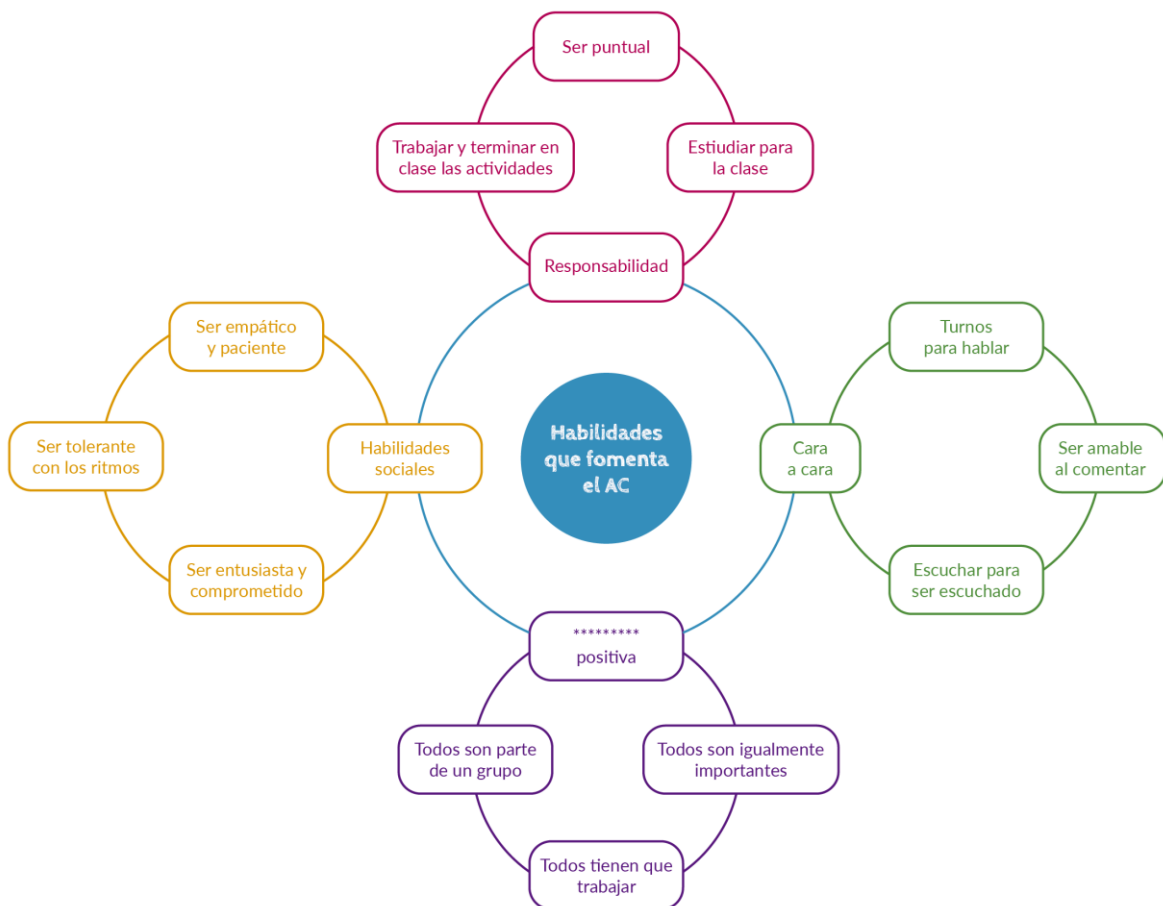 Ser puntual
Trabajar y terminar en
clase las actividades
Estiudiar para
la clase
Responsabilidad
Ser empático
y paciente
Ser tolerante
con los ritmos
Habilidades
sociales
Ser entusiasta y
comprometido
Habilidades
que fomenta
el AC
Turnos
para hablar
Cara
a cara
Ser amable
al comentar
Escuchar para
ser escuchado
*********
positiva
Todos son parte
de un grupo
Todos son igualmente
importantes
Todos tienen que
trabajar